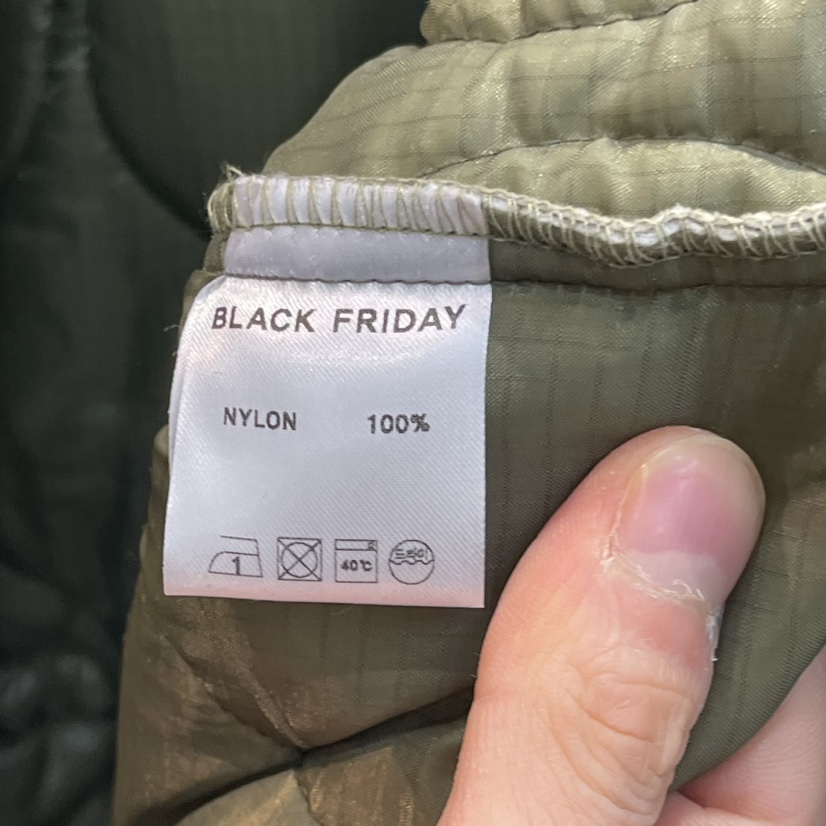 BLACK FRIDAY
NYLON 100%
1 40℃ 드라이